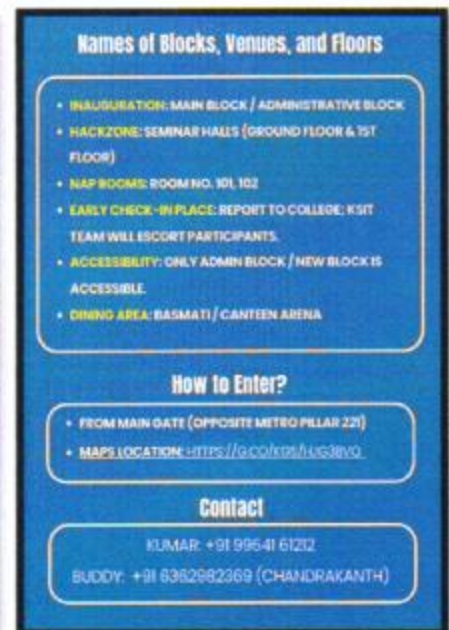 Names of Blocks, Venues, and Floors
• INAUGURATION: MAIN BLOCK / ADMINISTRATIVE BLOCK
• HACKZONE: SEMINAR HALLS (GROUND FLOOR & 1ST
FLOOR)
• NAP ROOMS: ROOM NO. 101, 102
• EARLY CHECK-IN PLACE: REPORT TO COLLEGE; KSIT
TEAM WILL ESCORT PARTICIPANTS.
• ACCESSIBILITY: ONLY ADMIN BLOCK / NEW BLOCK IS
ACCESSIBLE.
• DINING AREA: BASMATI / CANTEEN ARENA
How to Enter?
• FROM MAIN GATE (OPPOSITE METRO PILLAR 221)
• MAPS LOCATION:
Contact
KUMAR: +91 99641 61212
BUDDY: +91 6362982369 (CHANDRAKANTH)